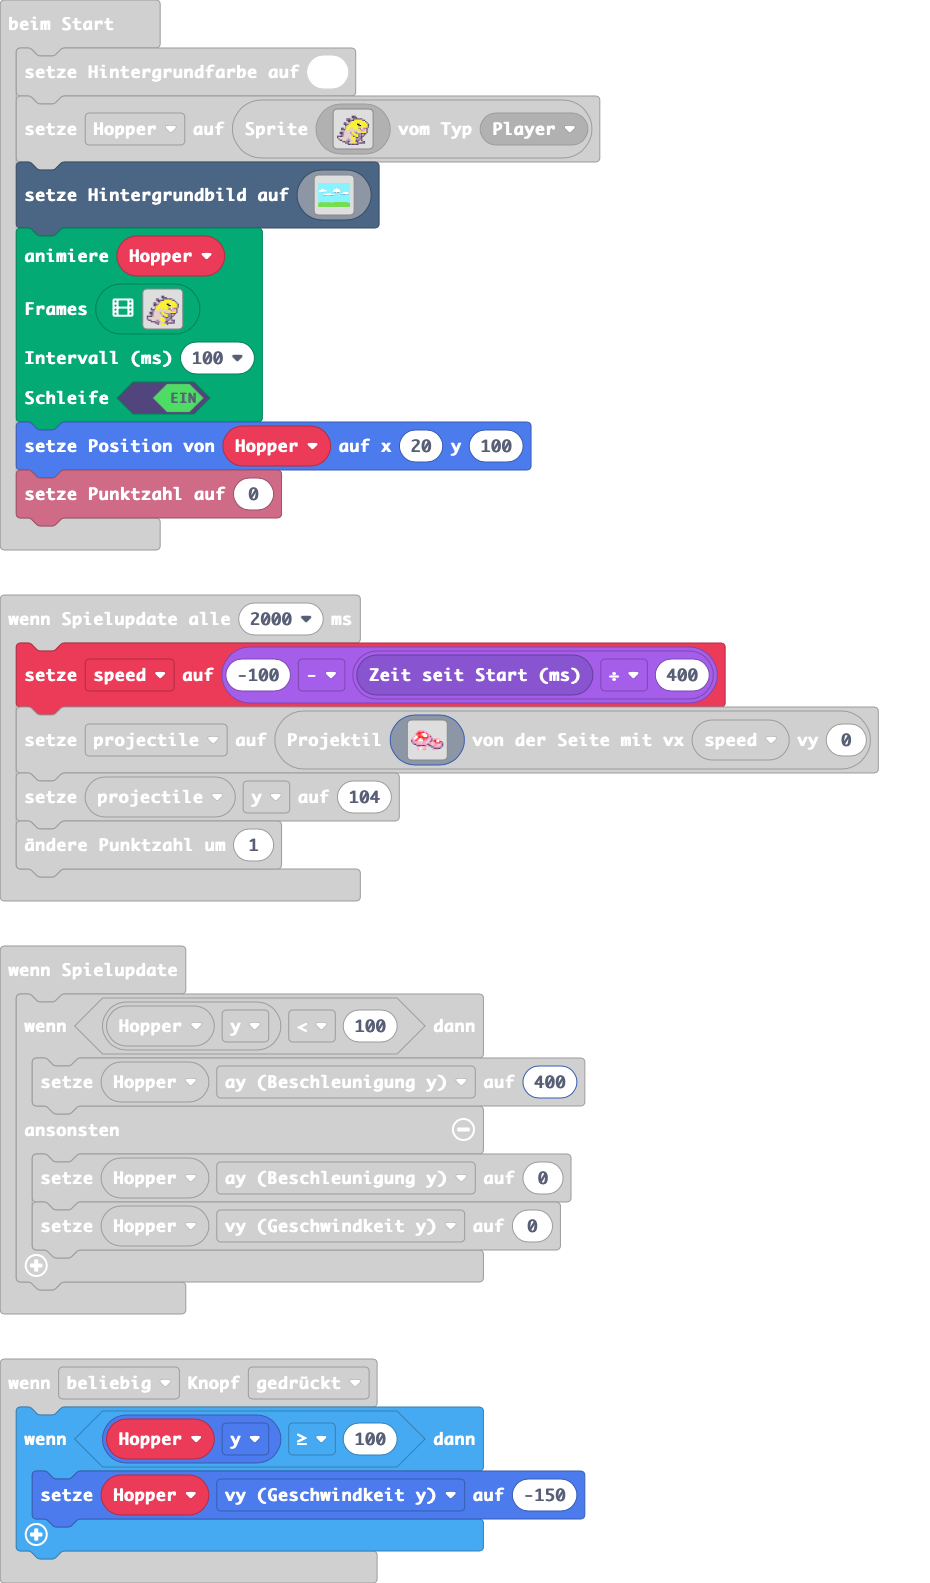 beim Start
setze Hintergrundfarbe auf
setze Hopper auf Sprite vom Typ Player
setze Hintergrundbild auf
animiere Hopper
Frames
Intervall (ms) 100
Schleife EIN
setze Position von Hopper auf x 20 y 100
setze Punktzahl auf 0
wenn Spielupdate alle 2000 ms
setze speed auf -100 - Zeit seit Start (ms) ÷ 400
setze projectile auf Projektil von der Seite mit vx speed vy 0
setze projectile y auf 104
ändere Punktzahl um 1
wenn Spielupdate
wenn Hopper y < 100 dann
setze Hopper ay (Beschleunigung y) auf 400
ansonsten
setze Hopper ay (Beschleunigung y) auf 0
setze Hopper vy (Geschwindkeit y) auf 0
wenn beliebig Knopf gedrückt
wenn Hopper y ≥ 100 dann
setze Hopper vy (Geschwindkeit y) auf -150